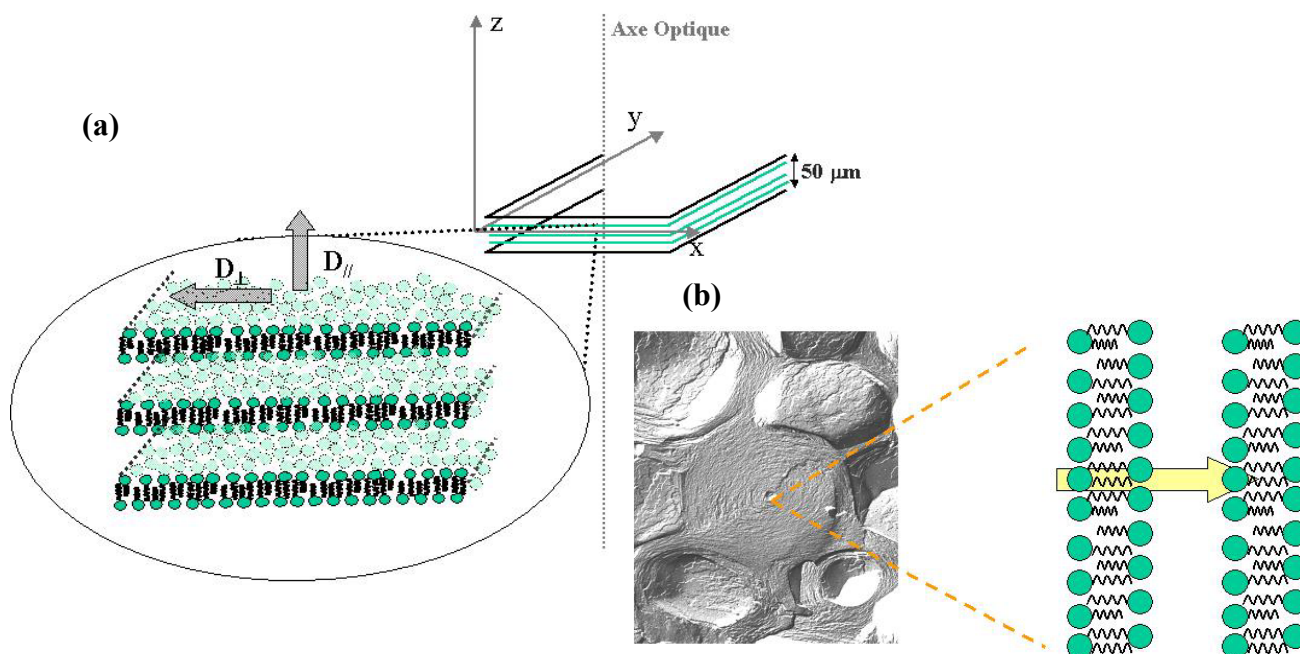 z
Axe Optique
(a)
y
50 μm
x
D//
D⊥
(b)